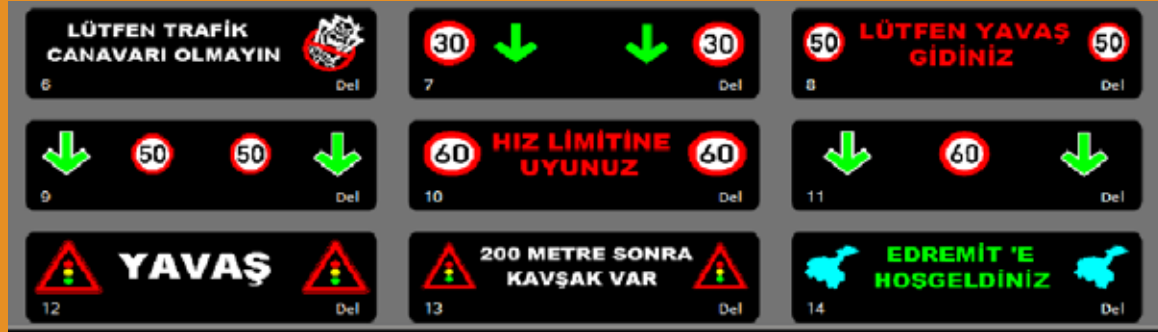 LÜTFEN TRAFİK
CANAVARI OLMAYIN
6 Del
30 30
7 Del
50 LÜTFEN YAVAŞ 50
GİDİNİZ
8 Del
50 50
9 Del
60 HIZ LİMİTİNE 60
UYUNUZ
10 Del
60
11 Del
YAVAŞ
12 Del
200 METRE SONRA
KAVŞAK VAR
13 Del
EDREMİT 'E
HOŞGELDİNİZ
14 Del